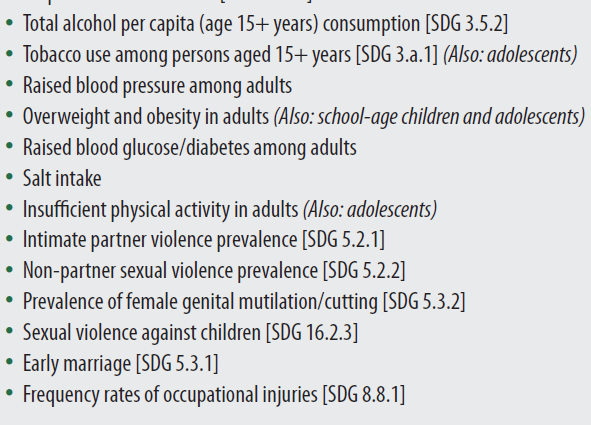 • Total alcohol per capita (age 15+ years) consumption [SDG 3.5.2]
• Tobacco use among persons aged 15+ years [SDG 3.a.1] (Also: adolescents)
• Raised blood pressure among adults
• Overweight and obesity in adults (Also: school-age children and adolescents)
• Raised blood glucose/diabetes among adults
• Salt intake
• Insufficient physical activity in adults (Also: adolescents)
• Intimate partner violence prevalence [SDG 5.2.1]
• Non-partner sexual violence prevalence [SDG 5.2.2]
• Prevalence of female genital mutilation/cutting [SDG 5.3.2]
• Sexual violence against children [SDG 16.2.3]
• Early marriage [SDG 5.3.1]
• Frequency rates of occupational injuries [SDG 8.8.1]